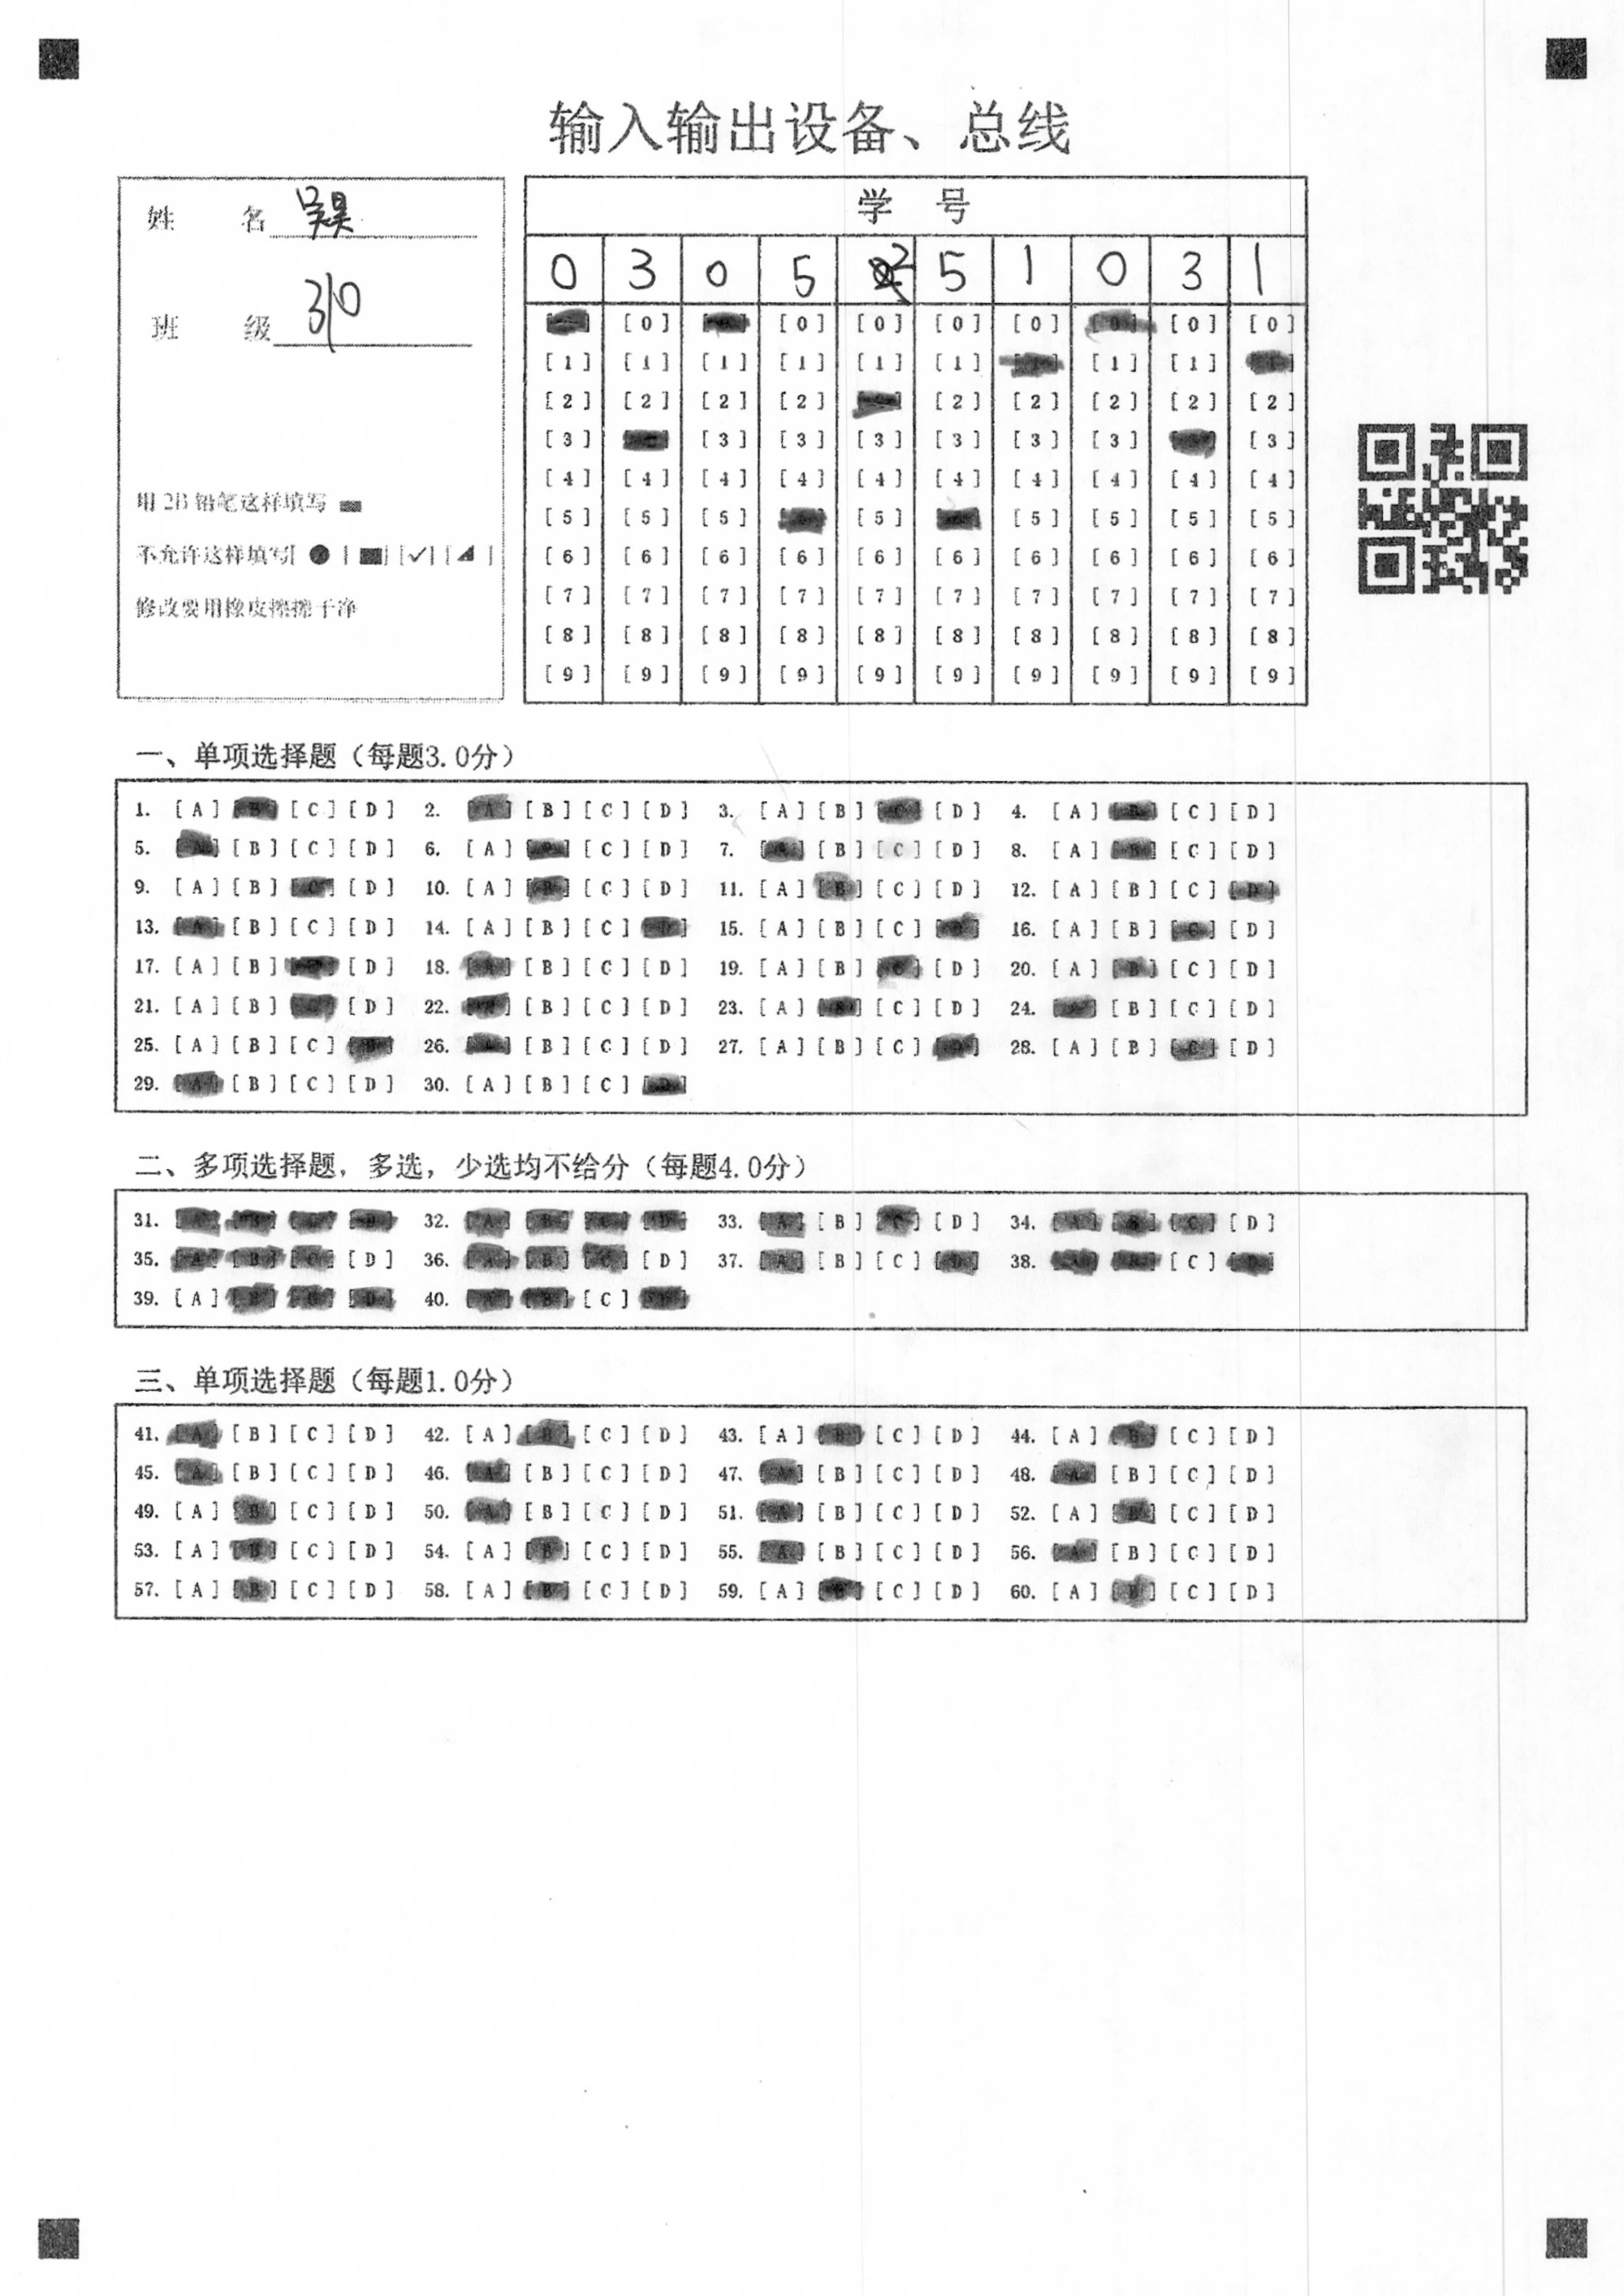 输入输出设备、总线
姓 名 吴昊
班 级 310
用 2B 铅笔这样填写
不允许这样填写[ ● ] [■] [✓] [◢ ]
修改要用橡皮擦擦干净
学 号
0 3 0 5 2 5 1 0 3 1
[0] [0] [0] [0] [0] [0] [0]
[1] [1] [1] [1] [1] [1] [1] [1]
[2] [2] [2] [2] [2] [2] [2] [2] [2]
[3] [3] [3] [3] [3] [3] [3] [3]
[4] [4] [4] [4] [4] [4] [4] [4] [4] [4]
[5] [5] [5] [5] [5] [5] [5] [5]
[6] [6] [6] [6] [6] [6] [6] [6] [6] [6]
[7] [7] [7] [7] [7] [7] [7] [7] [7] [7]
[8] [8] [8] [8] [8] [8] [8] [8] [8] [8]
[9] [9] [9] [9] [9] [9] [9] [9] [9] [9]
一、单项选择题（每题3.0分）
1. [A] [B] [C] [D] 2. [A] [B] [C] [D] 3. [A] [B] [C] [D] 4. [A] [B] [C] [D]
5. [A] [B] [C] [D] 6. [A] [B] [C] [D] 7. [A] [B] [C] [D] 8. [A] [B] [C] [D]
9. [A] [B] [C] [D] 10. [A] [B] [C] [D] 11. [A] [B] [C] [D] 12. [A] [B] [C] [D]
13. [A] [B] [C] [D] 14. [A] [B] [C] [D] 15. [A] [B] [C] [D] 16. [A] [B] [C] [D]
17. [A] [B] [C] [D] 18. [A] [B] [C] [D] 19. [A] [B] [C] [D] 20. [A] [B] [C] [D]
21. [A] [B] [C] [D] 22. [A] [B] [C] [D] 23. [A] [B] [C] [D] 24. [A] [B] [C] [D]
25. [A] [B] [C] [D] 26. [A] [B] [C] [D] 27. [A] [B] [C] [D] 28. [A] [B] [C] [D]
29. [A] [B] [C] [D] 30. [A] [B] [C] [D]
二、多项选择题，多选，少选均不给分（每题4.0分）
31. [A] [B] [C] [D] 32. [A] [B] [C] [D] 33. [A] [B] [C] [D] 34. [A] [B] [C] [D]
35. [A] [B] [C] [D] 36. [A] [B] [C] [D] 37. [A] [B] [C] [D] 38. [A] [B] [C] [D]
39. [A] [B] [C] [D] 40. [A] [B] [C] [D]
三、单项选择题（每题1.0分）
41. [A] [B] [C] [D] 42. [A] [B] [C] [D] 43. [A] [B] [C] [D] 44. [A] [B] [C] [D]
45. [A] [B] [C] [D] 46. [A] [B] [C] [D] 47. [A] [B] [C] [D] 48. [A] [B] [C] [D]
49. [A] [B] [C] [D] 50. [A] [B] [C] [D] 51. [A] [B] [C] [D] 52. [A] [B] [C] [D]
53. [A] [B] [C] [D] 54. [A] [B] [C] [D] 55. [A] [B] [C] [D] 56. [A] [B] [C] [D]
57. [A] [B] [C] [D] 58. [A] [B] [C] [D] 59. [A] [B] [C] [D] 60. [A] [B] [C] [D]